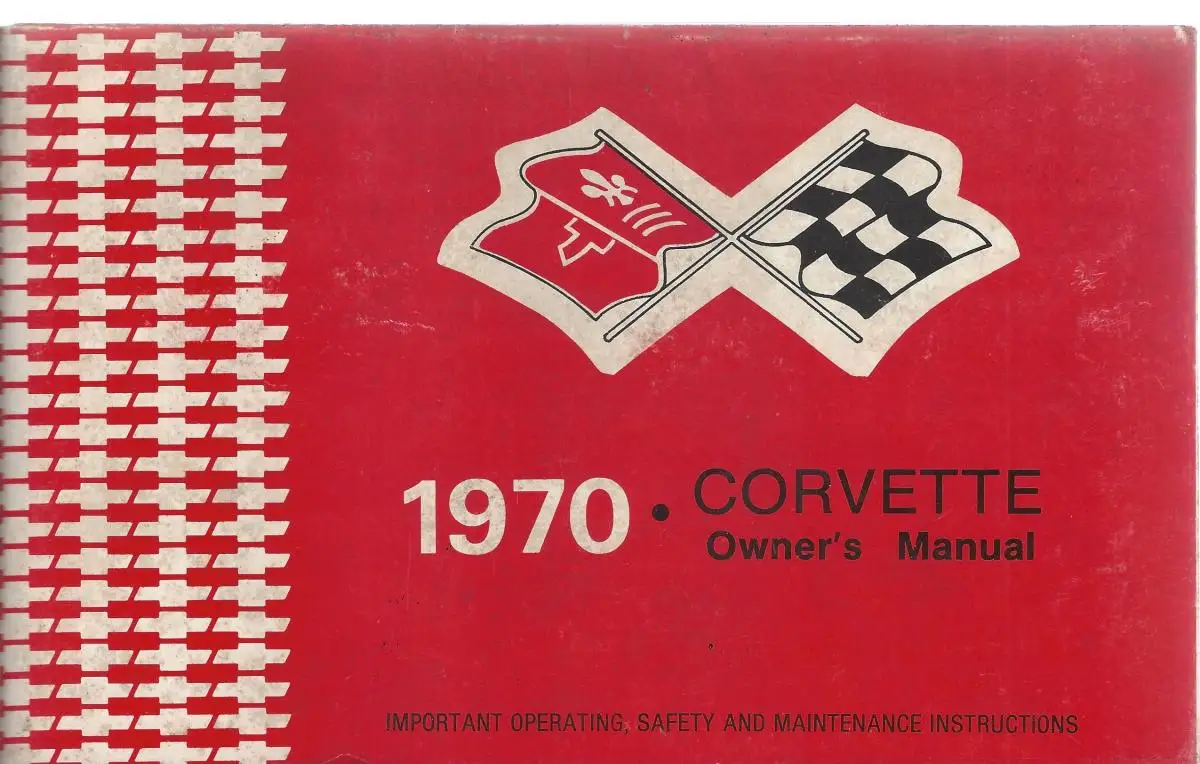 1970 • CORVETTE
Owner's Manual
IMPORTANT OPERATING, SAFETY AND MAINTENANCE INSTRUCTIONS